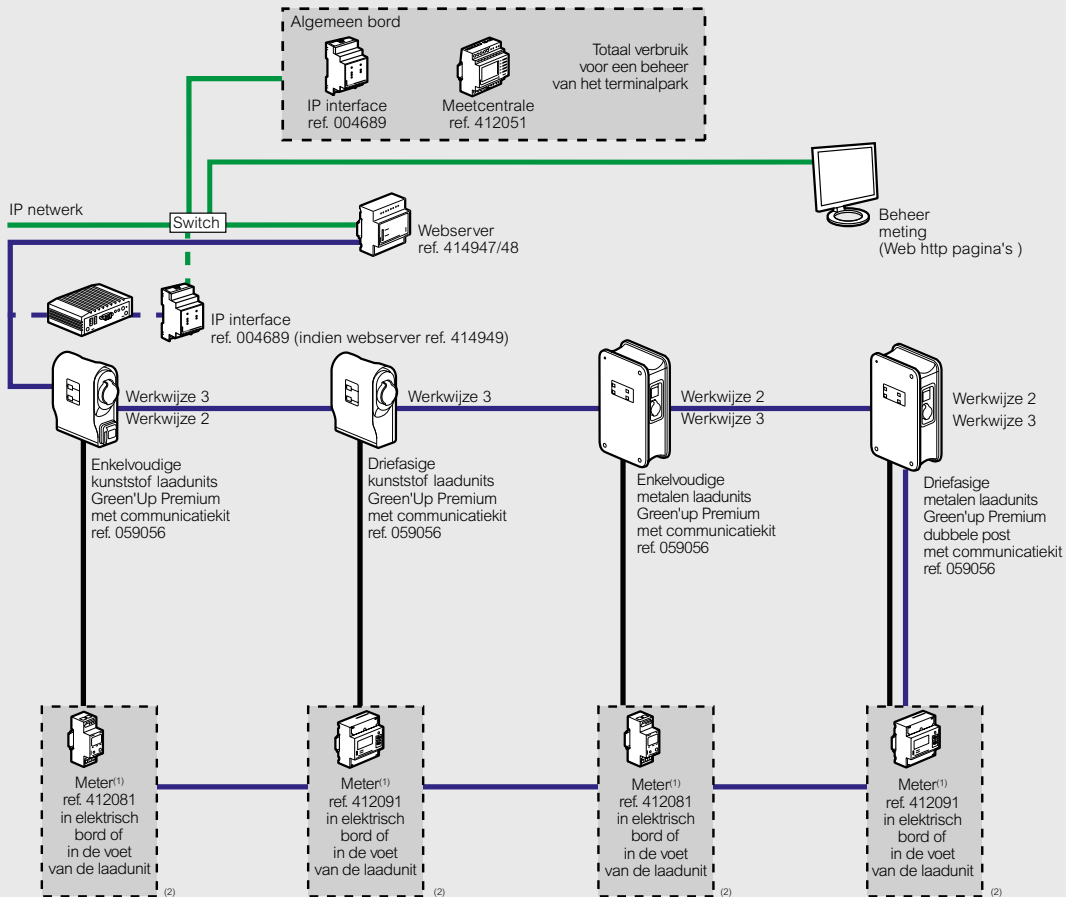 Algemeen bord
IP interface
ref. 004689
Meetcentrale
ref. 412051
Totaal verbruik
voor een beheer
van het terminalpark
IP netwerk
Switch
Webserver
ref. 414947/48
Beheer
meting
(Web http pagina's )
IP interface
ref. 004689 (indien webserver ref. 414949)
Werkwijze 3
Werkwijze 2
Werkwijze 3
Werkwijze 2
Werkwijze 3
Werkwijze 2
Werkwijze 3
Enkelvoudige
kunststof laadunits
Green'Up Premium
met communicatiekit
ref. 059056
Driefasige
kunststof laadunits
Green'Up Premium
met communicatiekit
ref. 059056
Enkelvoudige
metalen laadunits
Green'up Premium
met communicatiekit
ref. 059056
Driefasige
metalen laadunits
Green'up Premium
dubbele post
met communicatiekit
ref. 059056
Meter(1)
ref. 412081
in elektrisch
bord of
in de voet
van de laadunit
(2)
Meter(1)
ref. 412091
in elektrisch
bord of
in de voet
van de laadunit
(2)
Meter(1)
ref. 412081
in elektrisch
bord of
in de voet
van de laadunit
(2)
Meter(1)
ref. 412091
in elektrisch
bord of
in de voet
van de laadunit
(2)